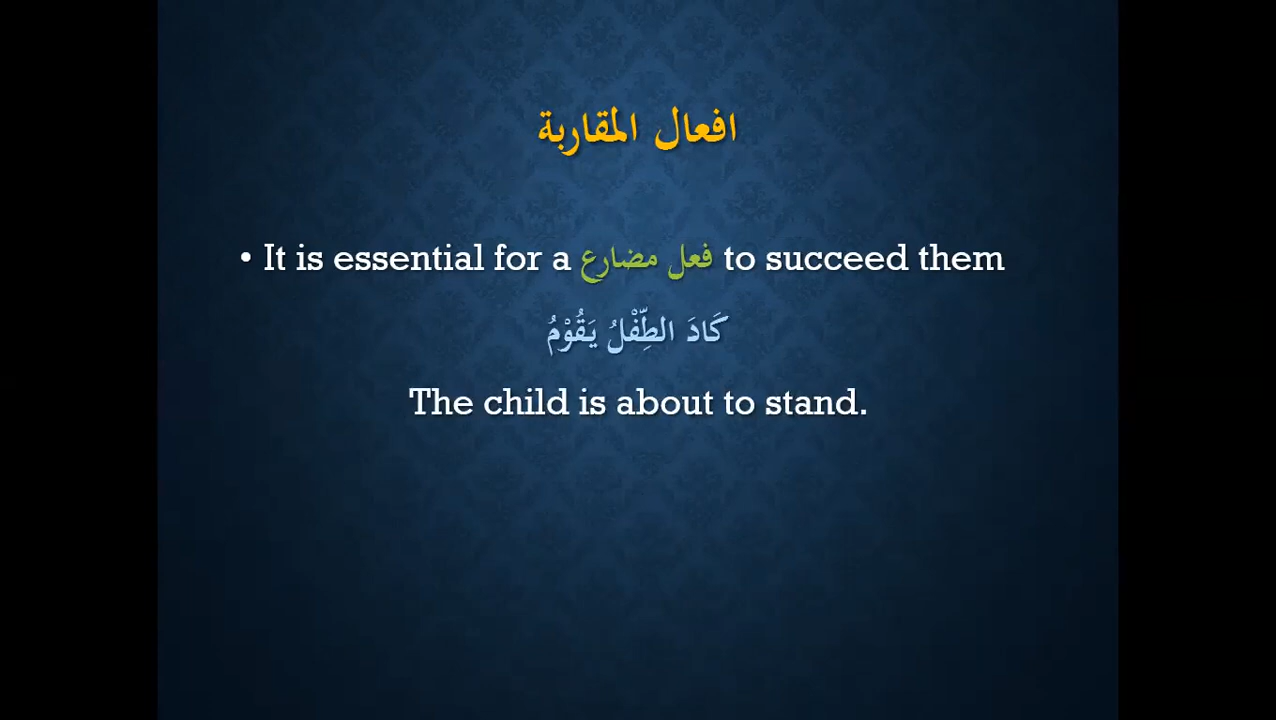 افعال المقاربة
• It is essential for a فعل مضارع to succeed them
كَادَ الطِّفْلُ يَقُوْمُ
The child is about to stand.